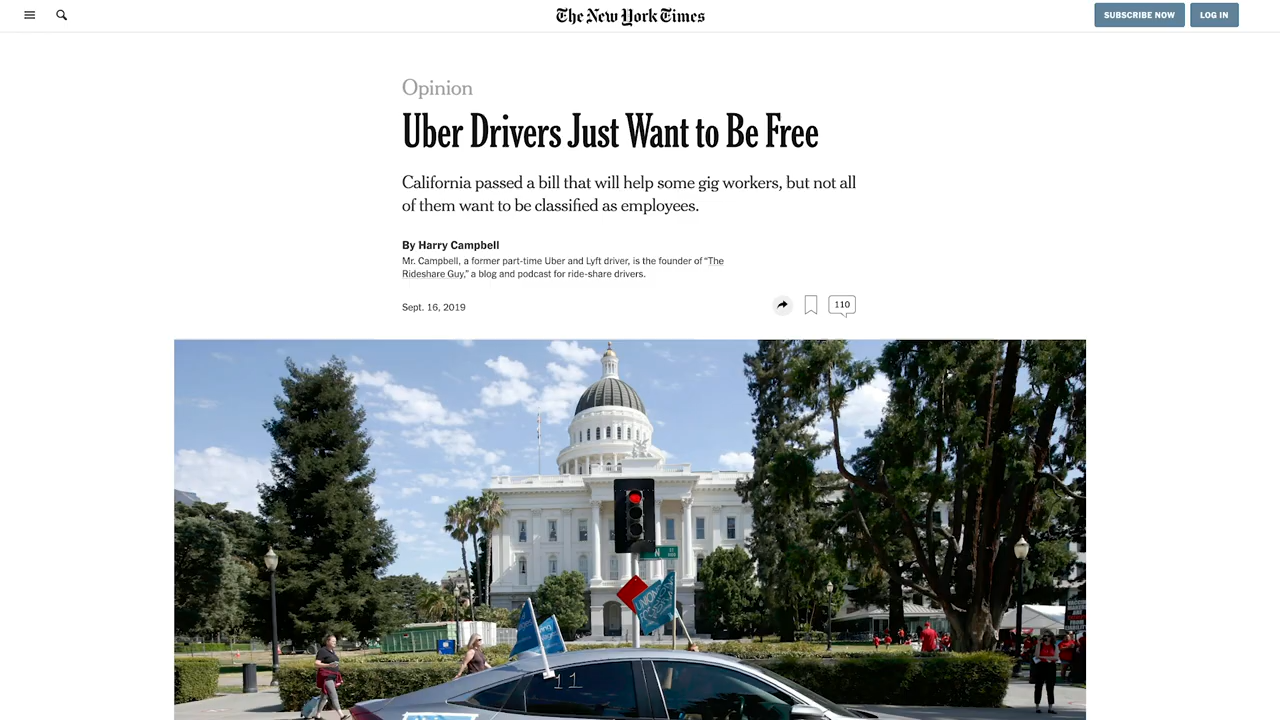 The New York Times
SUBSCRIBE NOW
LOG IN
Opinion
Uber Drivers Just Want to Be Free
California passed a bill that will help some gig workers, but not all
of them want to be classified as employees.
By Harry Campbell
Mr. Campbell, a former part-time Uber and Lyft driver, is the founder of “The
Rideshare Guy,” a blog and podcast for ride-share drivers.
Sept. 16, 2019
110
N ST
UNION
11